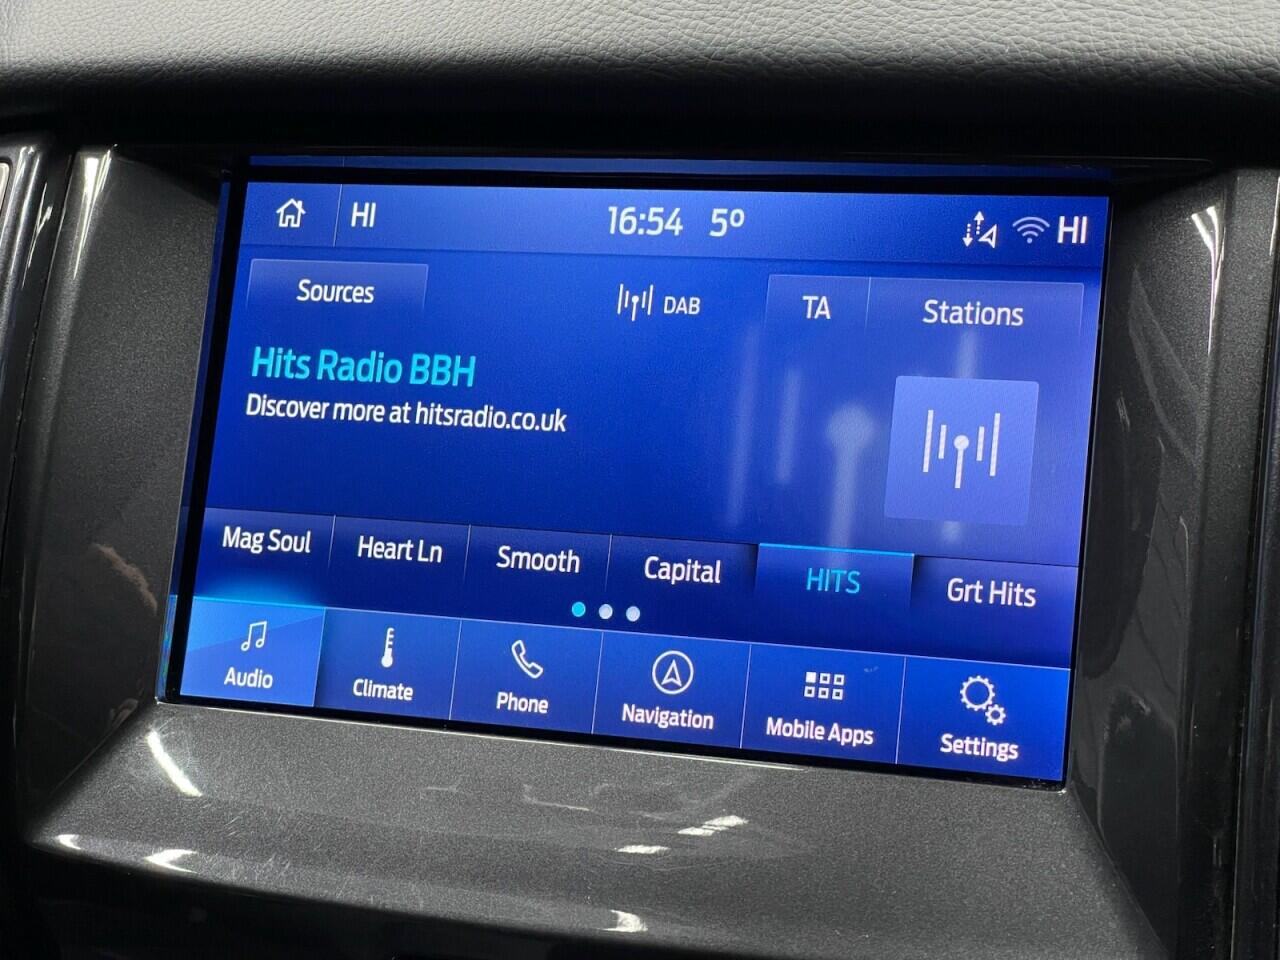 HI 16:54 5º HI
Sources DAB TA Stations
Hits Radio BBH
Discover more at hitsradio.co.uk
Mag Soul Heart Ln Smooth Capital HITS Grt Hits
Audio Climate Phone Navigation Mobile Apps Settings